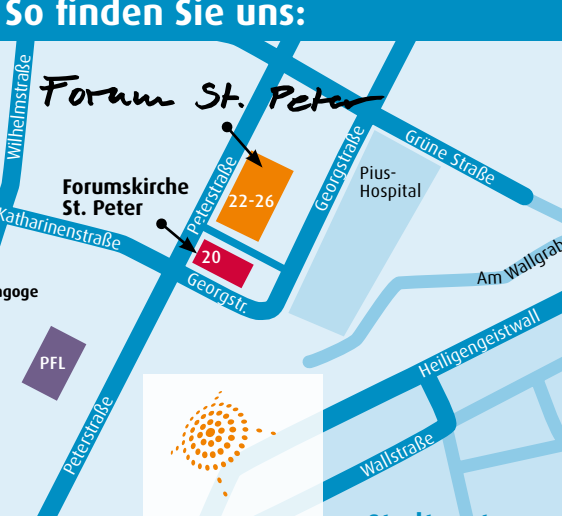 So finden Sie uns:
Wilhelmstraße
Forum St. Peter
Grüne Straße
Georgstraße
Pius-
Hospital
Peterstraße
Forumskirche
St. Peter
22-26
Katharinenstraße
20
Georgstr.
Am Wallgrab
agoge
PFL
Heiligengeistwall
Peterstraße
Wallstraße